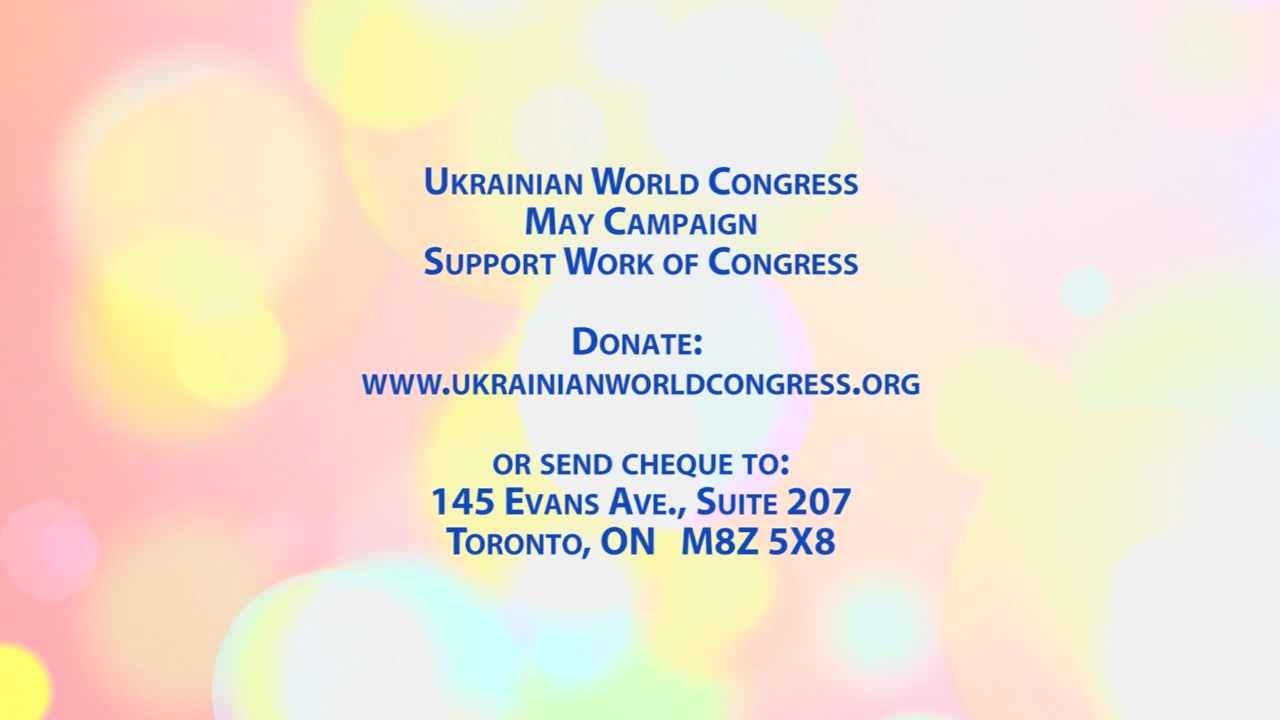 Ukrainian World Congress
May Campaign
Support Work of Congress
Donate:
www.ukrainianworldcongress.org
or send cheque to:
145 Evans Ave., Suite 207
Toronto, ON M8Z 5X8